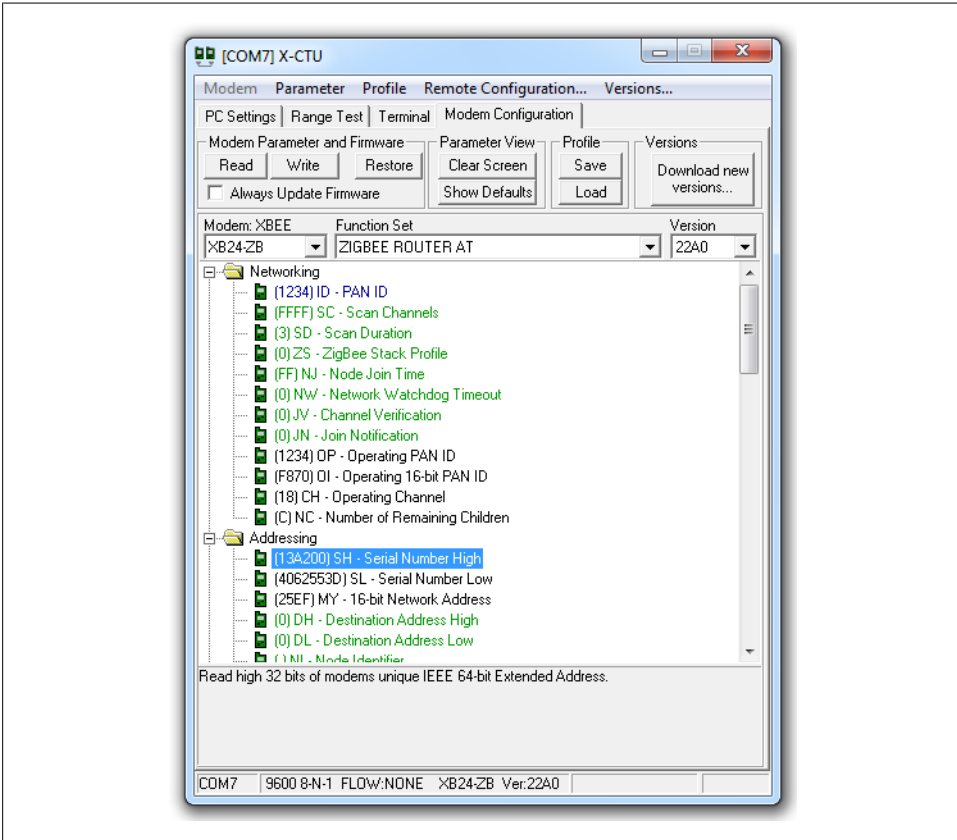 [COM7] X-CTU
Modem Parameter Profile Remote Configuration... Versions...
PC Settings Range Test Terminal Modem Configuration
Modem Parameter and Firmware Parameter View Profile Versions
Read Write Restore Clear Screen Save Download new versions...
Always Update Firmware Show Defaults Load
Modem: XBEE Function Set Version
XB24-ZB ZIGBEE ROUTER AT 22A0
Networking
(1234) ID - PAN ID
(FFFF) SC - Scan Channels
(3) SD - Scan Duration
(0) ZS - ZigBee Stack Profile
(FF) NJ - Node Join Time
(0) NW - Network Watchdog Timeout
(0) JV - Channel Verification
(0) JN - Join Notification
(1234) OP - Operating PAN ID
(F870) OI - Operating 16-bit PAN ID
(18) CH - Operating Channel
(C) NC - Number of Remaining Children
Addressing
(13A200) SH - Serial Number High
(4062553D) SL - Serial Number Low
(25EF) MY - 16-bit Network Address
(0) DH - Destination Address High
(0) DL - Destination Address Low
( ) NI - Node Identifier
Read high 32 bits of modems unique IEEE 64-bit Extended Address.
COM7 9600 8-N-1 FLOW:NONE XB24-ZB Ver:22A0